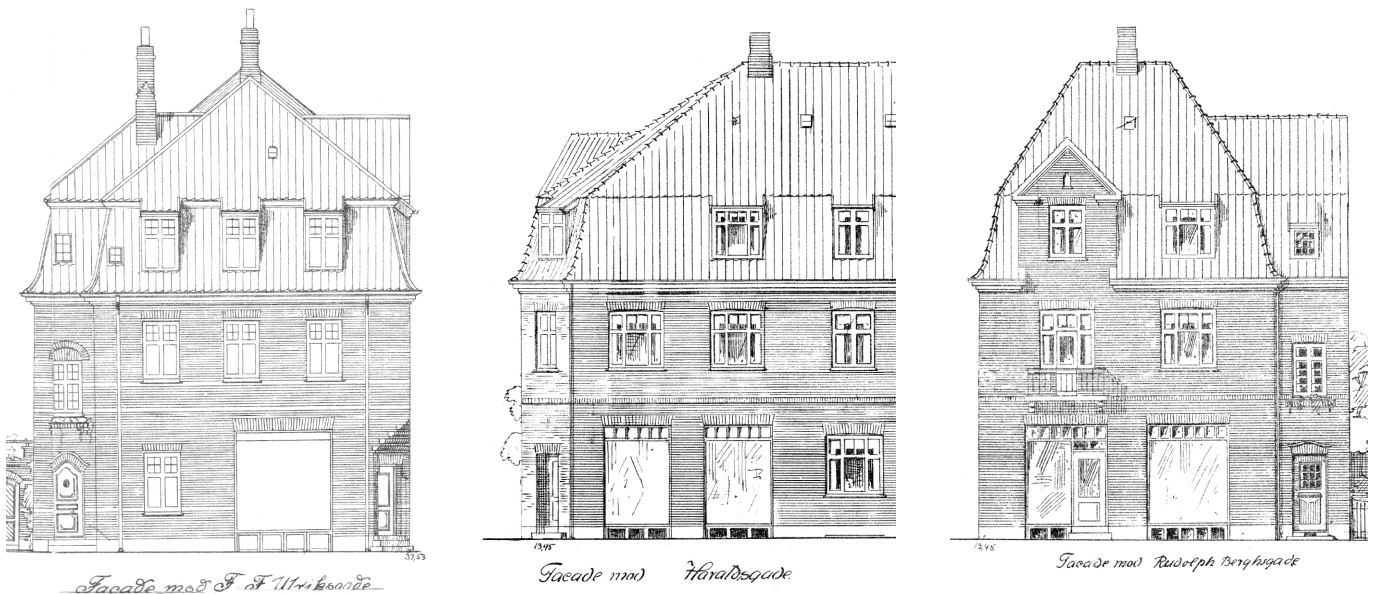 37,53
Facade mod F F Ulriksgade
13,45
Facade mod Haraldsgade.
13,45
Facade mod Rudolph Berghsgade